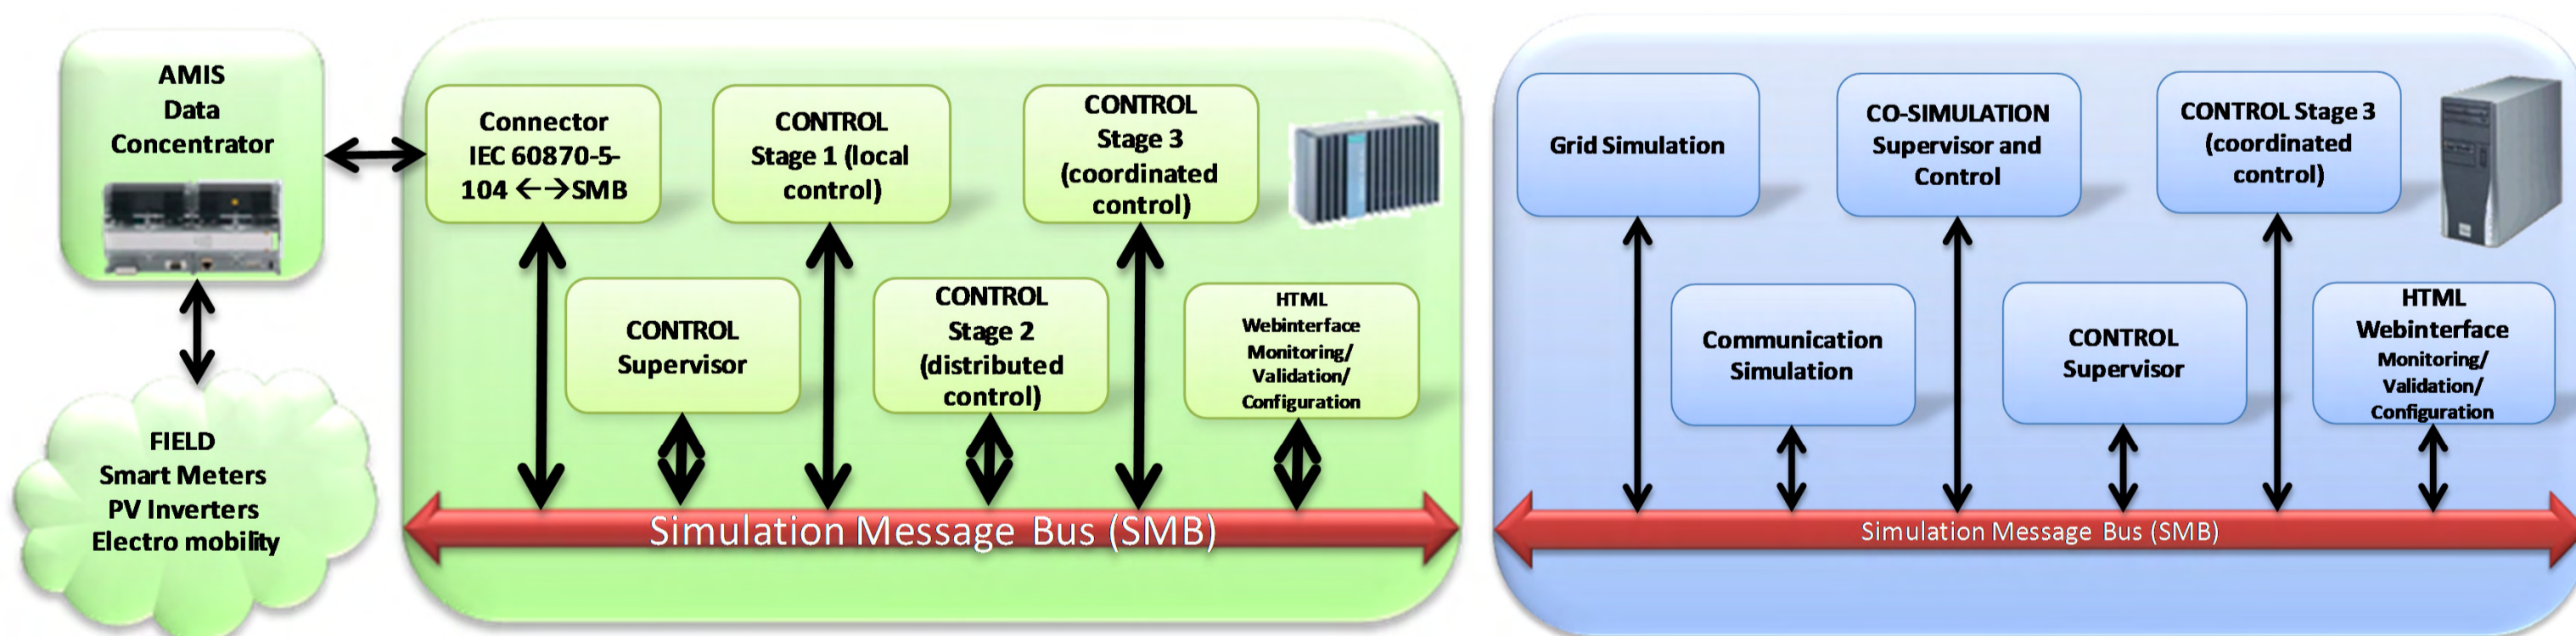 AMIS
Data
Concentrator
FIELD
Smart Meters
PV Inverters
Electro mobility
Connector
IEC 60870-5-
104 ←→SMB
CONTROL
Stage 1 (local
control)
CONTROL
Stage 3
(coordinated
control)
CONTROL
Supervisor
CONTROL
Stage 2
(distributed
control)
HTML
Webinterface
Monitoring/
Validation/
Configuration
Simulation Message Bus (SMB)
Grid Simulation
CO-SIMULATION
Supervisor and
Control
CONTROL Stage 3
(coordinated
control)
Communication
Simulation
CONTROL
Supervisor
HTML
Webinterface
Monitoring/
Validation/
Configuration
Simulation Message Bus (SMB)